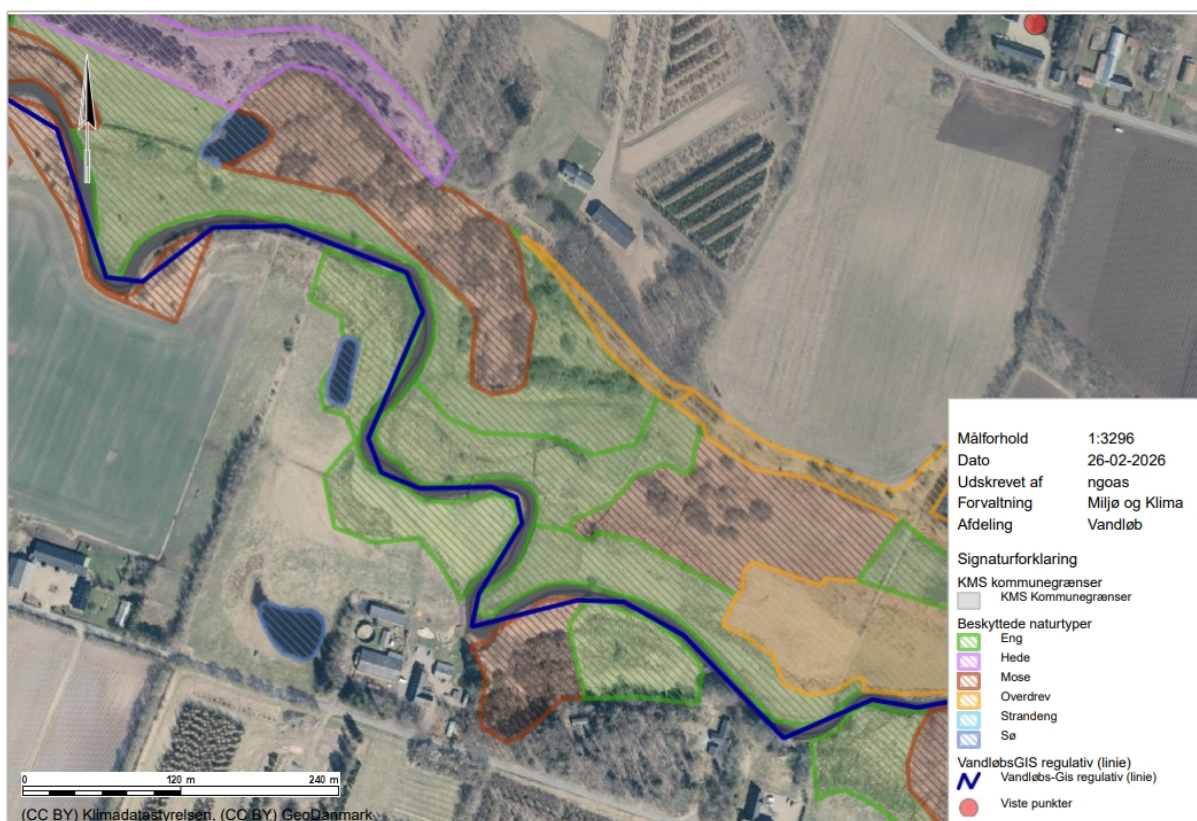 Målforhold 1:3296
Dato 26-02-2026
Udskrevet af ngoas
Forvaltning Miljø og Klima
Afdeling Vandløb
Signaturforklaring
KMS kommunegrænser
KMS Kommunegrænser
Beskyttede naturtyper
Eng
Hede
Mose
Overdrev
Strandeng
Sø
VandløbsGIS regulativ (linie)
Vandløbs-Gis regulativ (linie)
Viste punkter
0 120 m 240 m
(CC BY) Klimadatastyrelsen, (CC BY) GeoDanmark